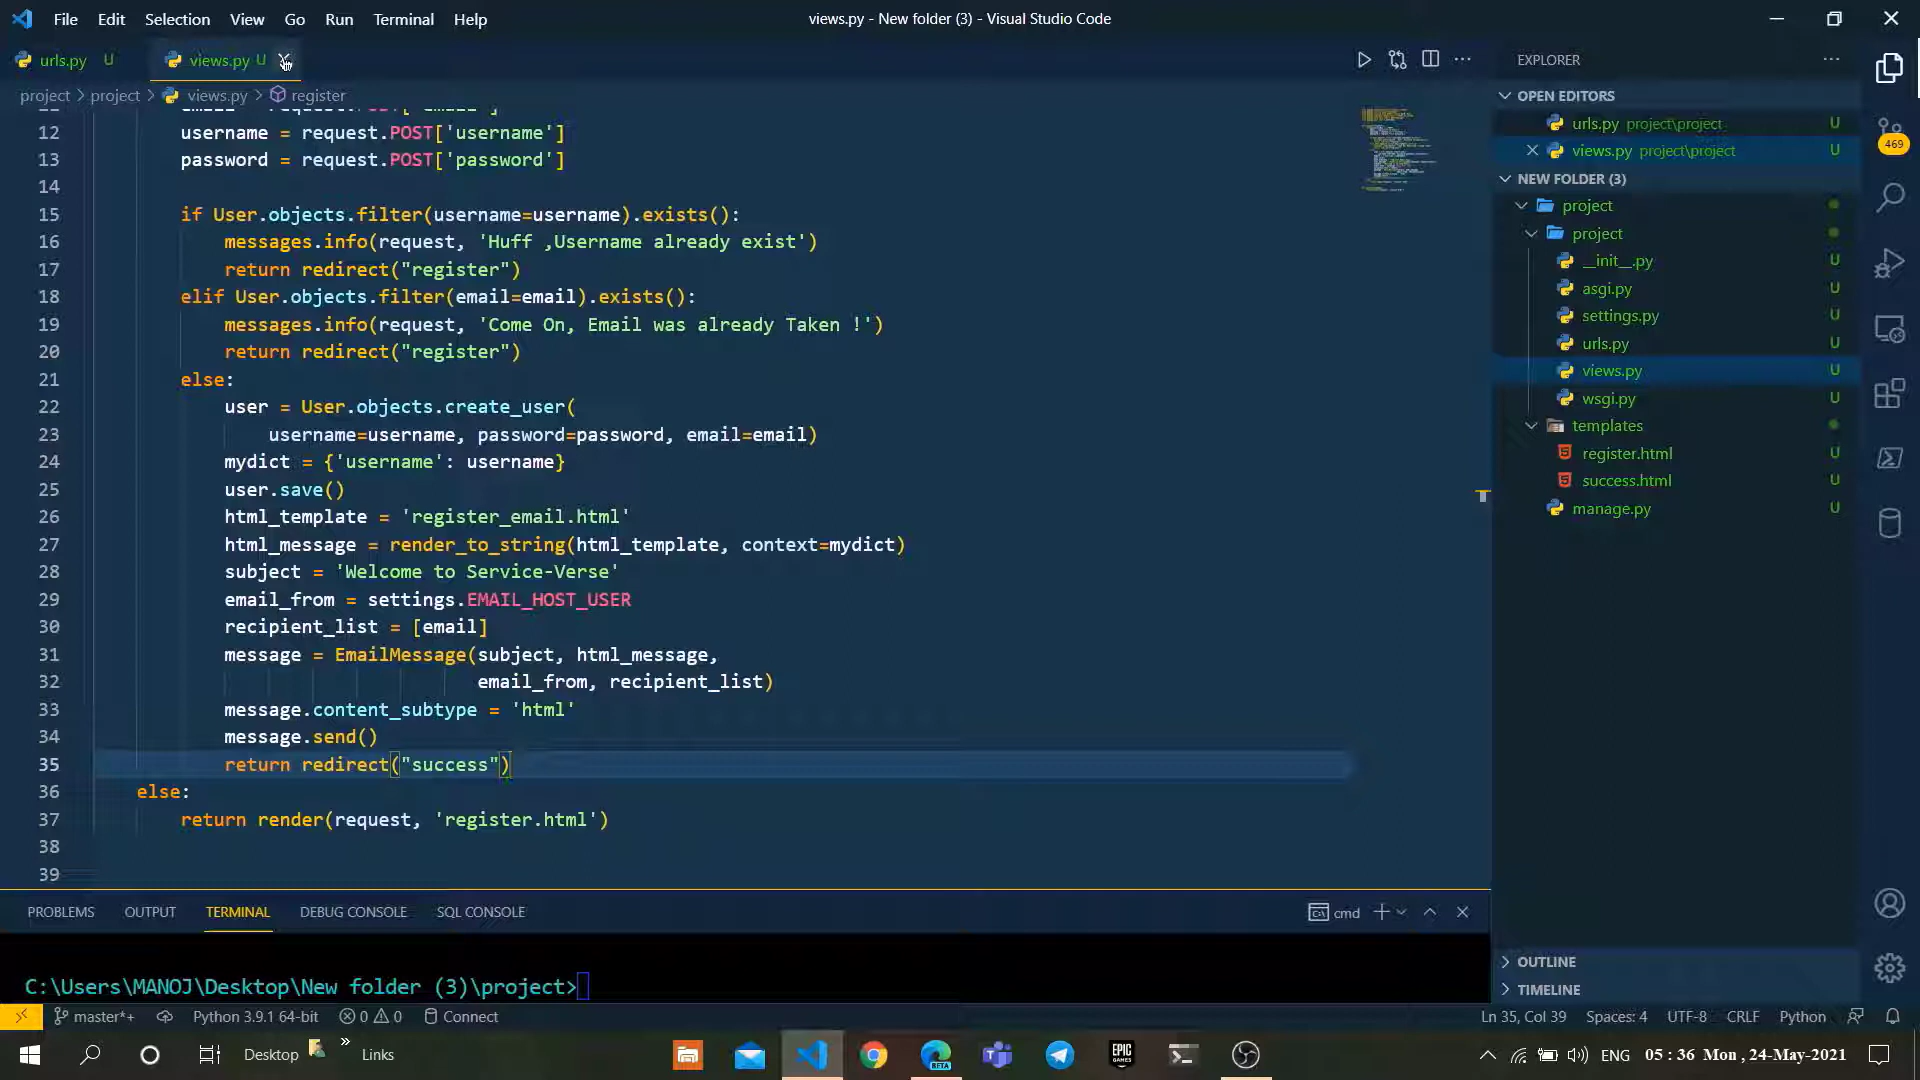 File Edit Selection View Go Run Terminal Help
views.py - New folder (3) - Visual Studio Code
urls.py U
views.py U
project > project > views.py > register
12 username = request.POST['username']
13 password = request.POST['password']
14
15 if User.objects.filter(username=username).exists():
16 messages.info(request, 'Huff ,Username already exist')
17 return redirect("register")
18 elif User.objects.filter(email=email).exists():
19 messages.info(request, 'Come On, Email was already Taken !')
20 return redirect("register")
21 else:
22 user = User.objects.create_user(
23 username=username, password=password, email=email)
24 mydict = {'username': username}
25 user.save()
26 html_template = 'register_email.html'
27 html_message = render_to_string(html_template, context=mydict)
28 subject = 'Welcome to Service-Verse'
29 email_from = settings.EMAIL_HOST_USER
30 recipient_list = [email]
31 message = EmailMessage(subject, html_message,
32 email_from, recipient_list)
33 message.content_subtype = 'html'
34 message.send()
35 return redirect("success")
36 else:
37 return render(request, 'register.html')
38
39
EXPLORER
OPEN EDITORS
urls.py project\project U
views.py project\project U
NEW FOLDER (3)
project
project
__init__.py U
asgi.py U
settings.py U
urls.py U
views.py U
wsgi.py U
templates
register.html U
success.html U
manage.py U
OUTLINE
TIMELINE
469
PROBLEMS OUTPUT TERMINAL DEBUG CONSOLE SQL CONSOLE
cmd
C:\Users\MANOJ\Desktop\New folder (3)\project>
master*+ Python 3.9.1 64-bit 0 0 Connect
Ln 35, Col 39 Spaces: 4 UTF-8 CRLF Python
Desktop » Links
BETA
EPIC GAMES
ENG 05 : 36 Mon , 24-May-2021